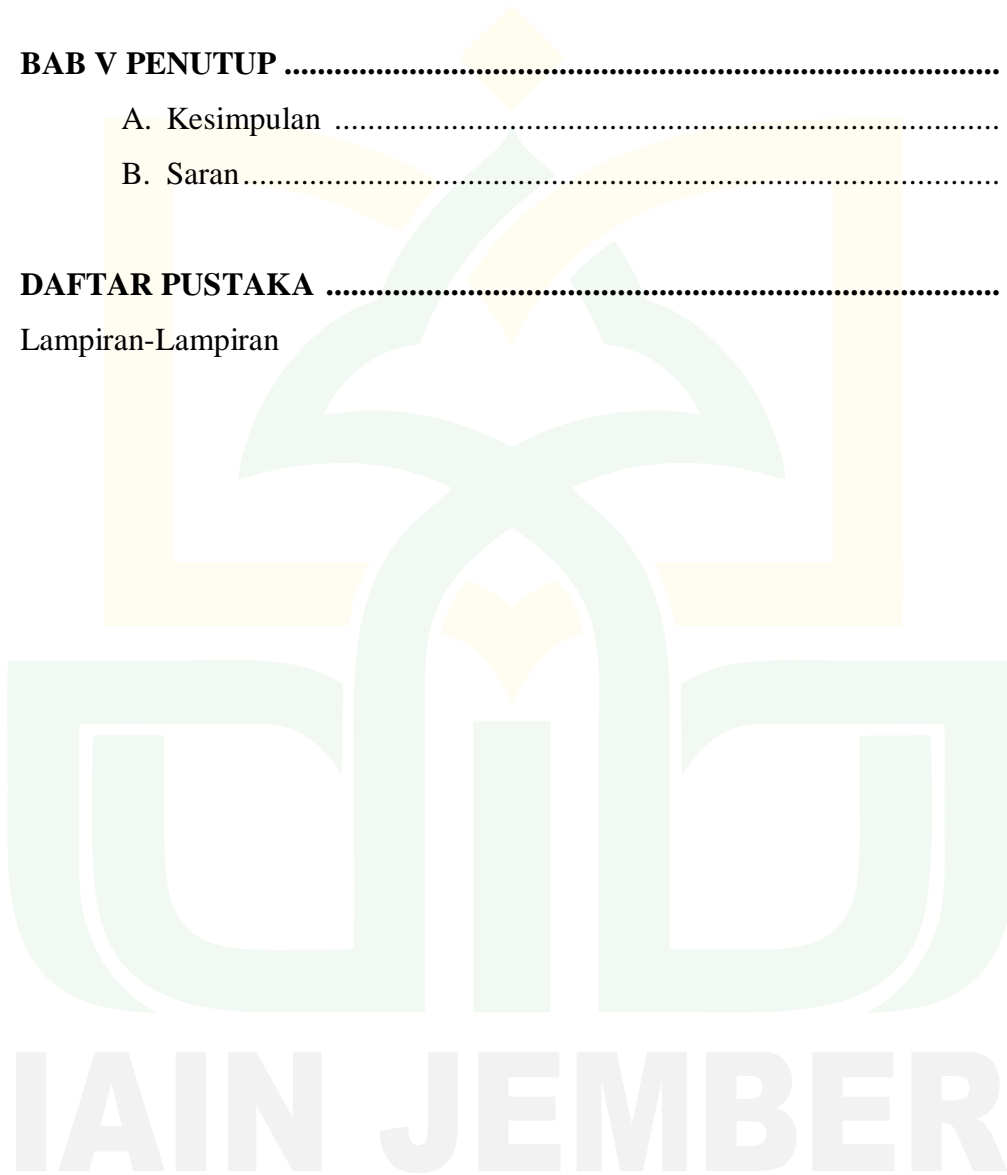 BAB V PENUTUP ......................................................................................
A. Kesimpulan ................................................................................
B. Saran...........................................................................................
DAFTAR PUSTAKA .................................................................................
Lampiran-Lampiran
IAIN JEMBER